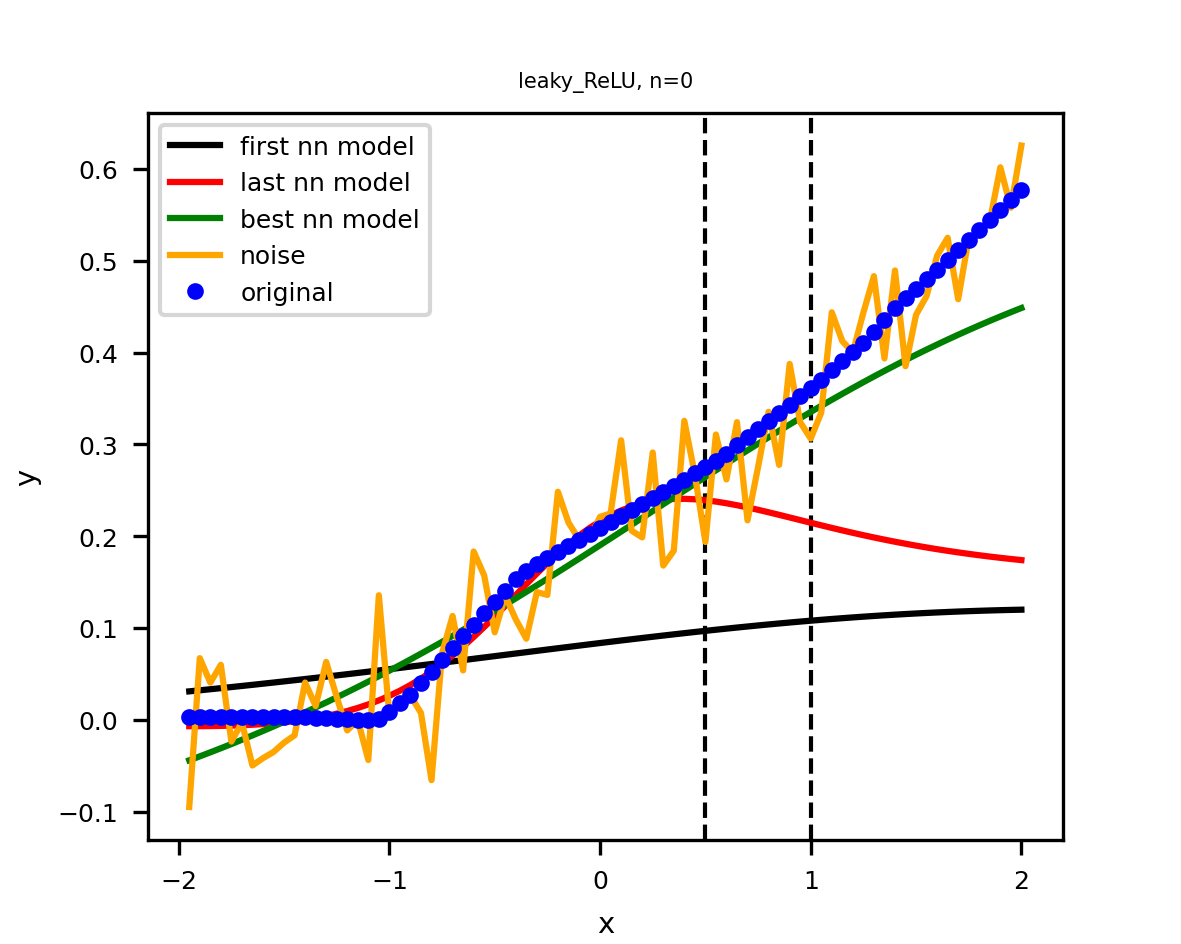 leaky_ReLU, n=0
first nn model
last nn model
best nn model
noise
original
y
0.6
0.5
0.4
0.3
0.2
0.1
0.0
−0.1
−2
−1
0
1
2
x